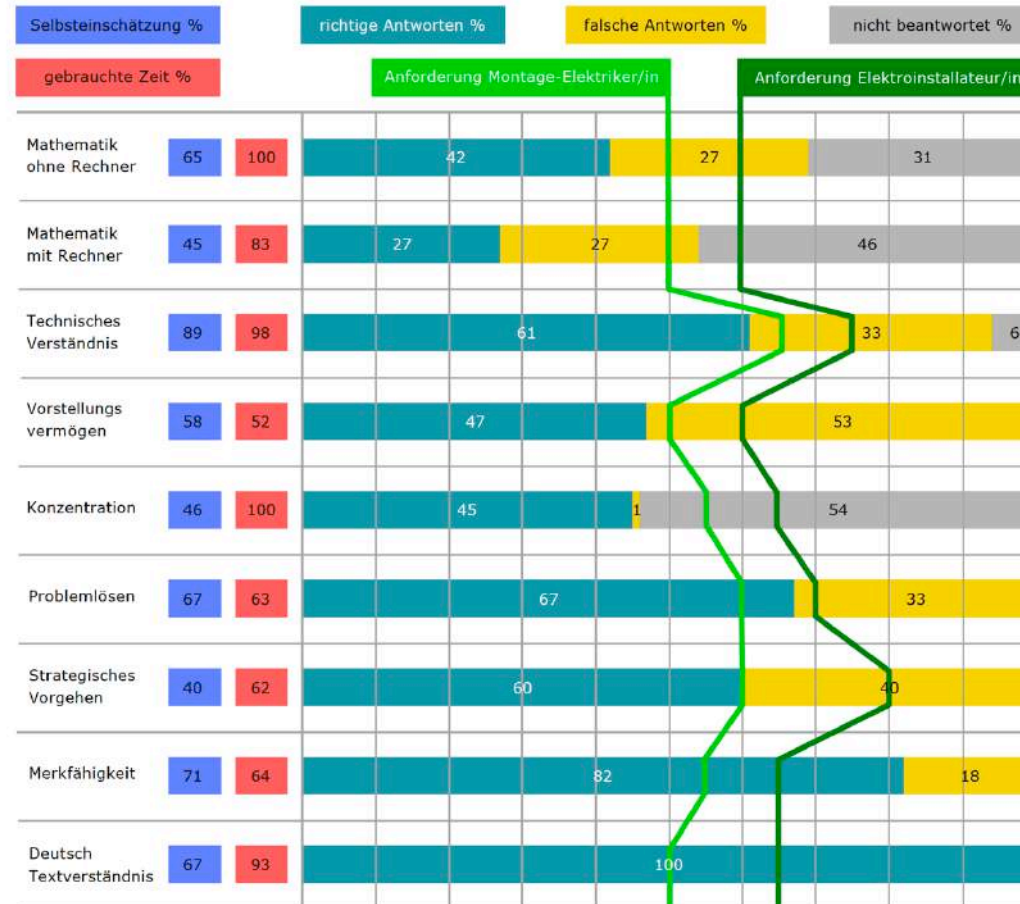 Selbsteinschätzung %
richtige Antworten %
falsche Antworten %
nicht beantwortet %
gebrauchte Zeit %
Anforderung Montage-Elektriker/in
Anforderung Elektroinstallateur/in
Mathematik
ohne Rechner
65
100
42
27
31
Mathematik
mit Rechner
45
83
27
27
46
Technisches
Verständnis
89
98
61
33
6
Vorstellungs
vermögen
58
52
47
53
Konzentration
46
100
45
1
54
Problemlösen
67
63
67
33
Strategisches
Vorgehen
40
62
60
40
Merkfähigkeit
71
64
82
18
Deutsch
Textverständnis
67
93
100